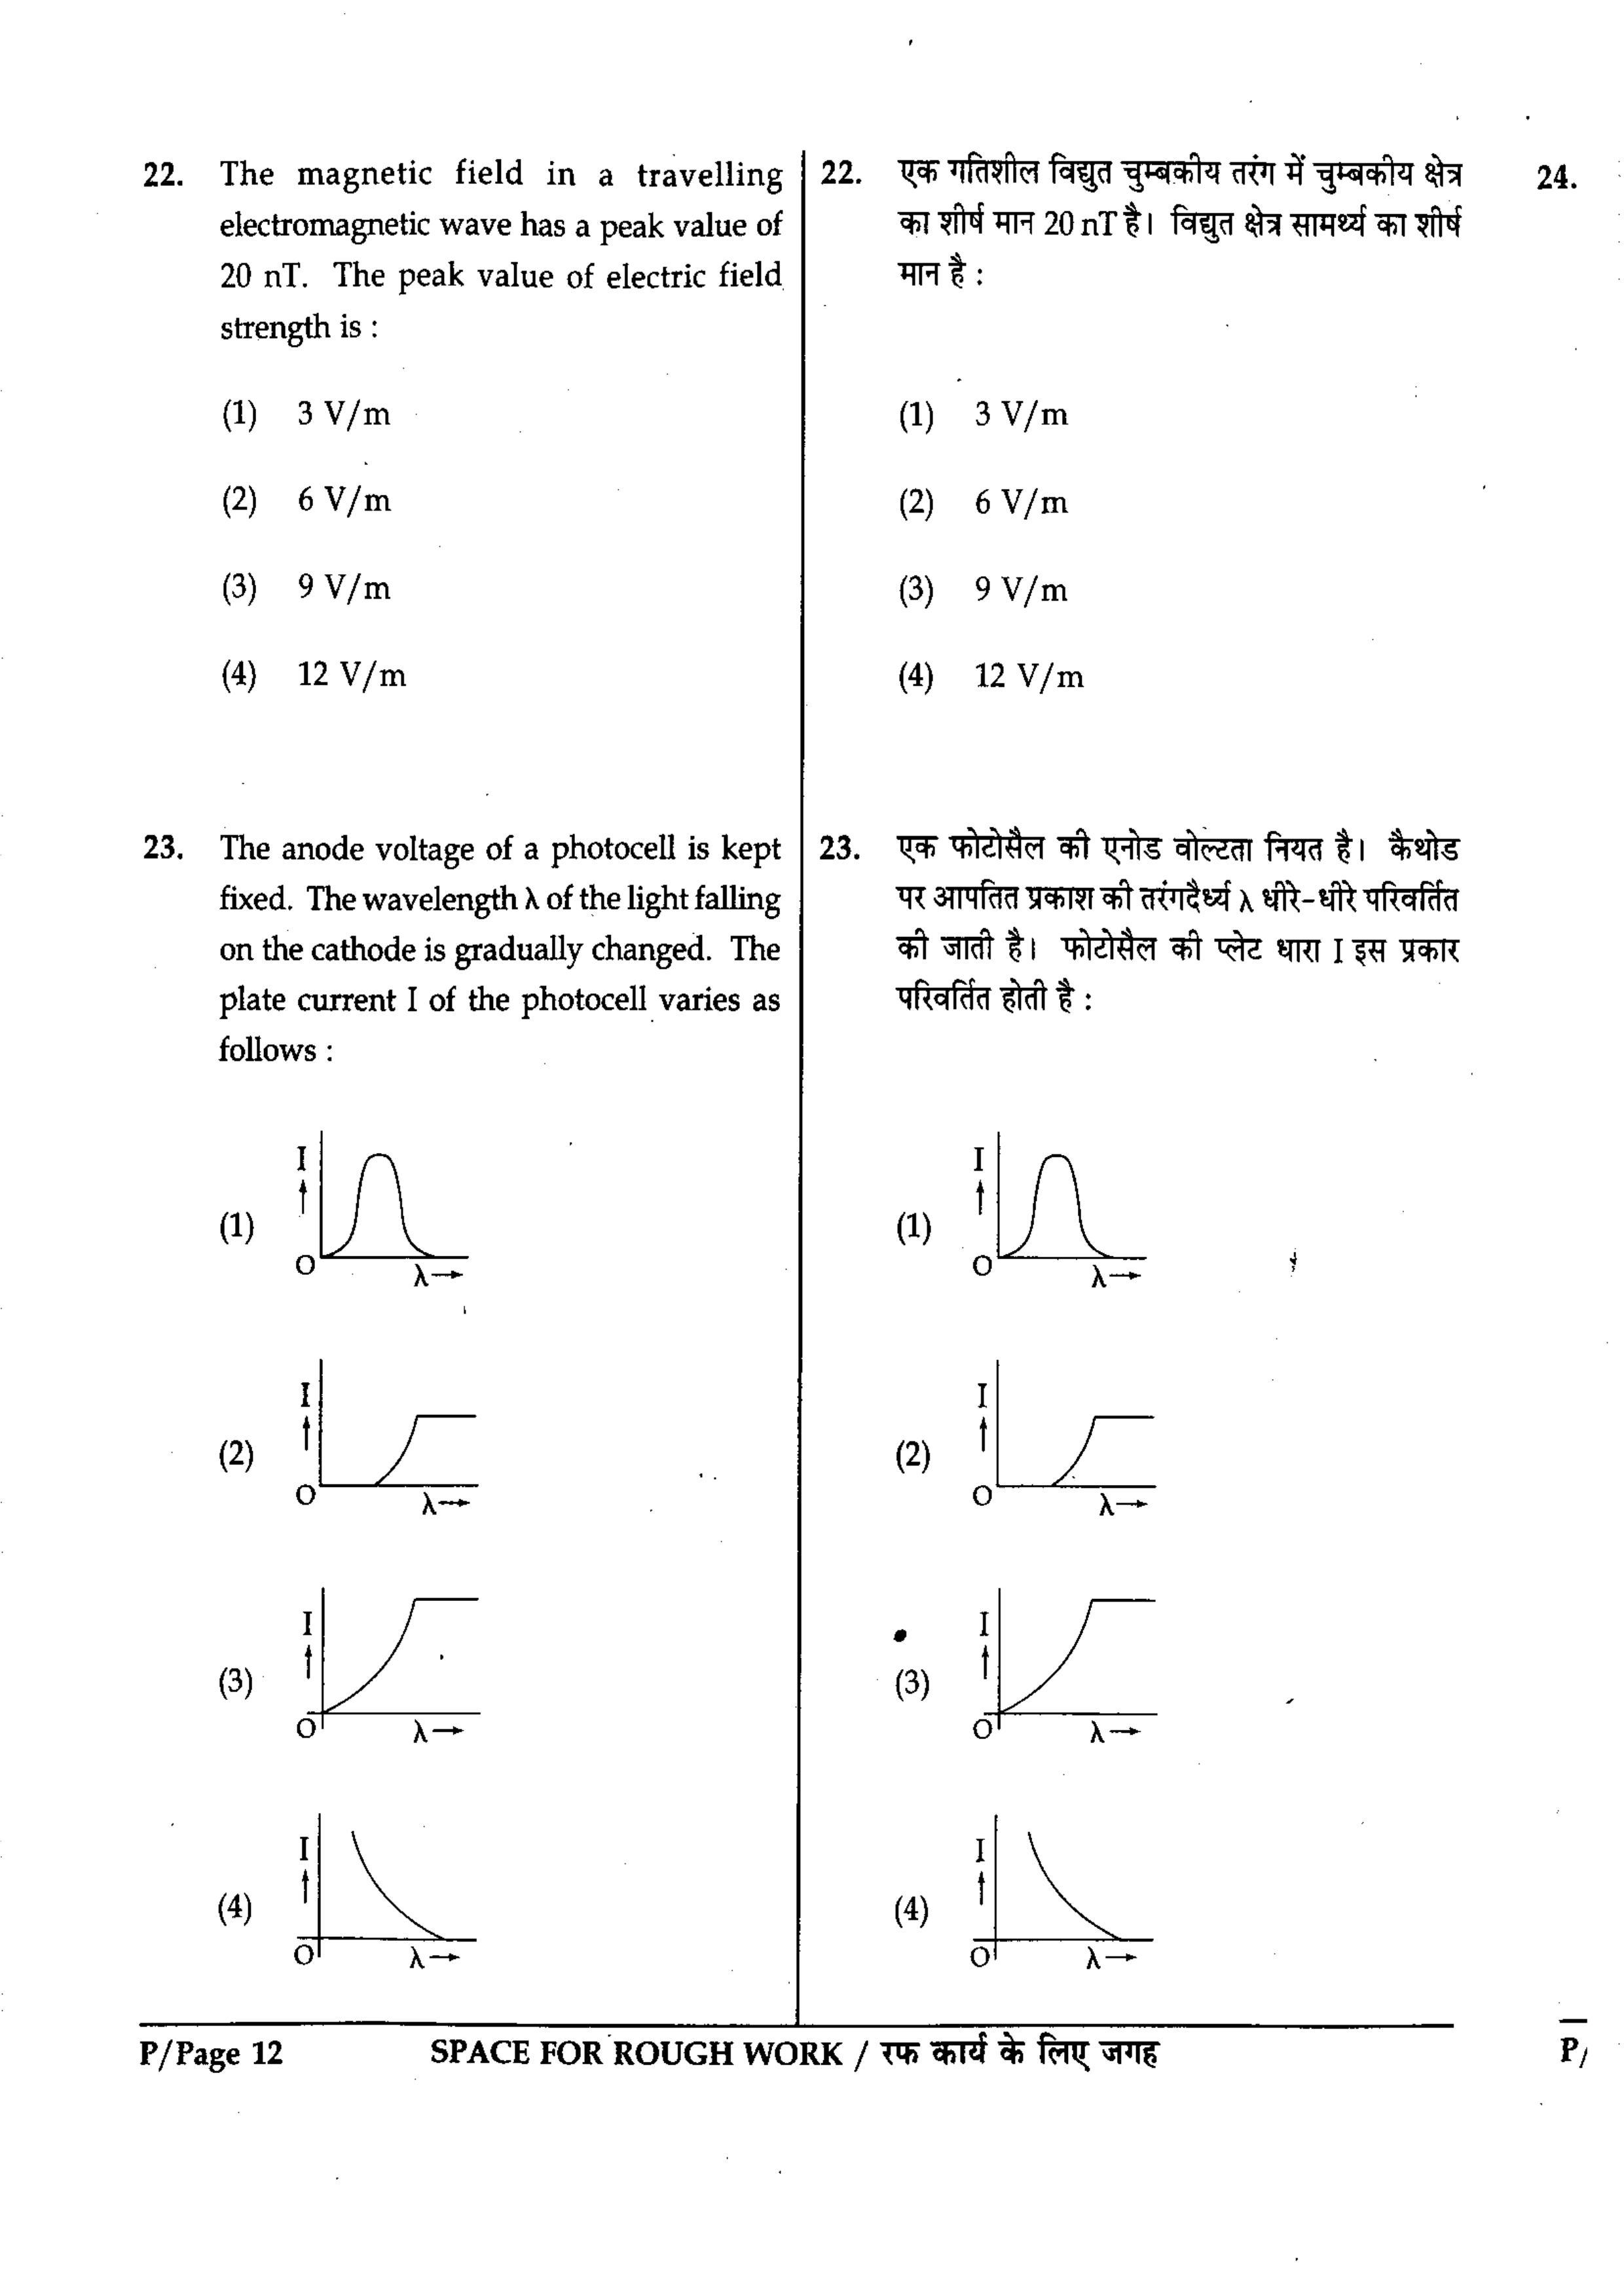 22. The magnetic field in a travelling
electromagnetic wave has a peak value of
20 nT. The peak value of electric field
strength is :
(1) 3 V/m
(2) 6 V/m
(3) 9 V/m
(4) 12 V/m
23. The anode voltage of a photocell is kept
fixed. The wavelength λ of the light falling
on the cathode is gradually changed. The
plate current I of the photocell varies as
follows :
(1) I O λ
(2) I O λ
(3) I O λ
(4) I O λ
22. एक गतिशील विद्युत चुम्बकीय तरंग में चुम्बकीय क्षेत्र
का शीर्ष मान 20 nT है। विद्युत क्षेत्र सामर्थ्य का शीर्ष
मान है :
(1) 3 V/m
(2) 6 V/m
(3) 9 V/m
(4) 12 V/m
23. एक फोटोसैल की एनोड वोल्टता नियत है। कैथोड
पर आपतित प्रकाश की तरंगदैर्ध्य λ धीरे-धीरे परिवर्तित
की जाती है। फोटोसैल की प्लेट धारा I इस प्रकार
परिवर्तित होती है :
(1) I O λ
(2) I O λ
(3) I O λ
(4) I O λ
24.
P/Page 12 SPACE FOR ROUGH WORK / रफ कार्य के लिए जगह
P/